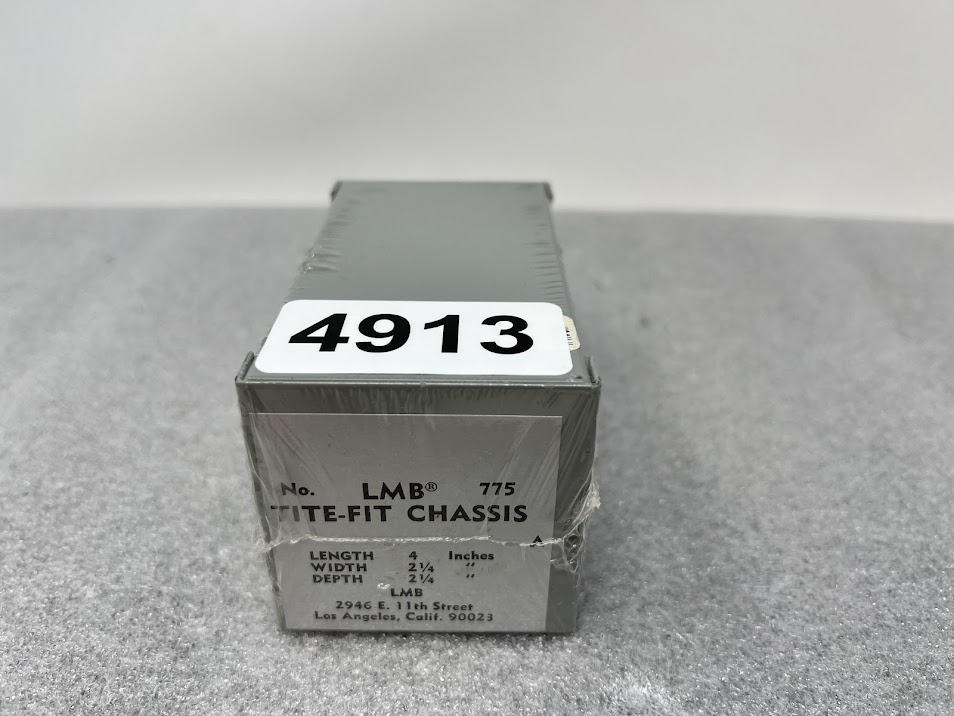 4913
No. LMB® 775
TITE-FIT CHASSIS
A
LENGTH 4 Inches
WIDTH 2¼ "
DEPTH 2¼ "
LMB
2946 E. 11th Street
Los Angeles, Calif. 90023